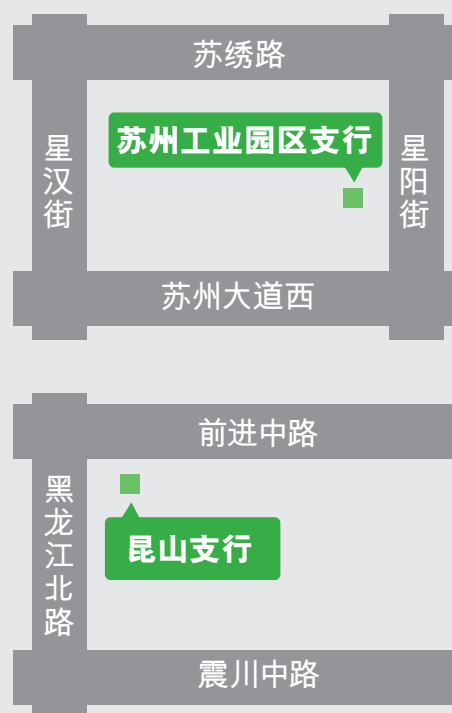 苏绣路
苏州工业园区支行
星汉街
星阳街
苏州大道西
前进中路
黑龙江北路
昆山支行
震川中路